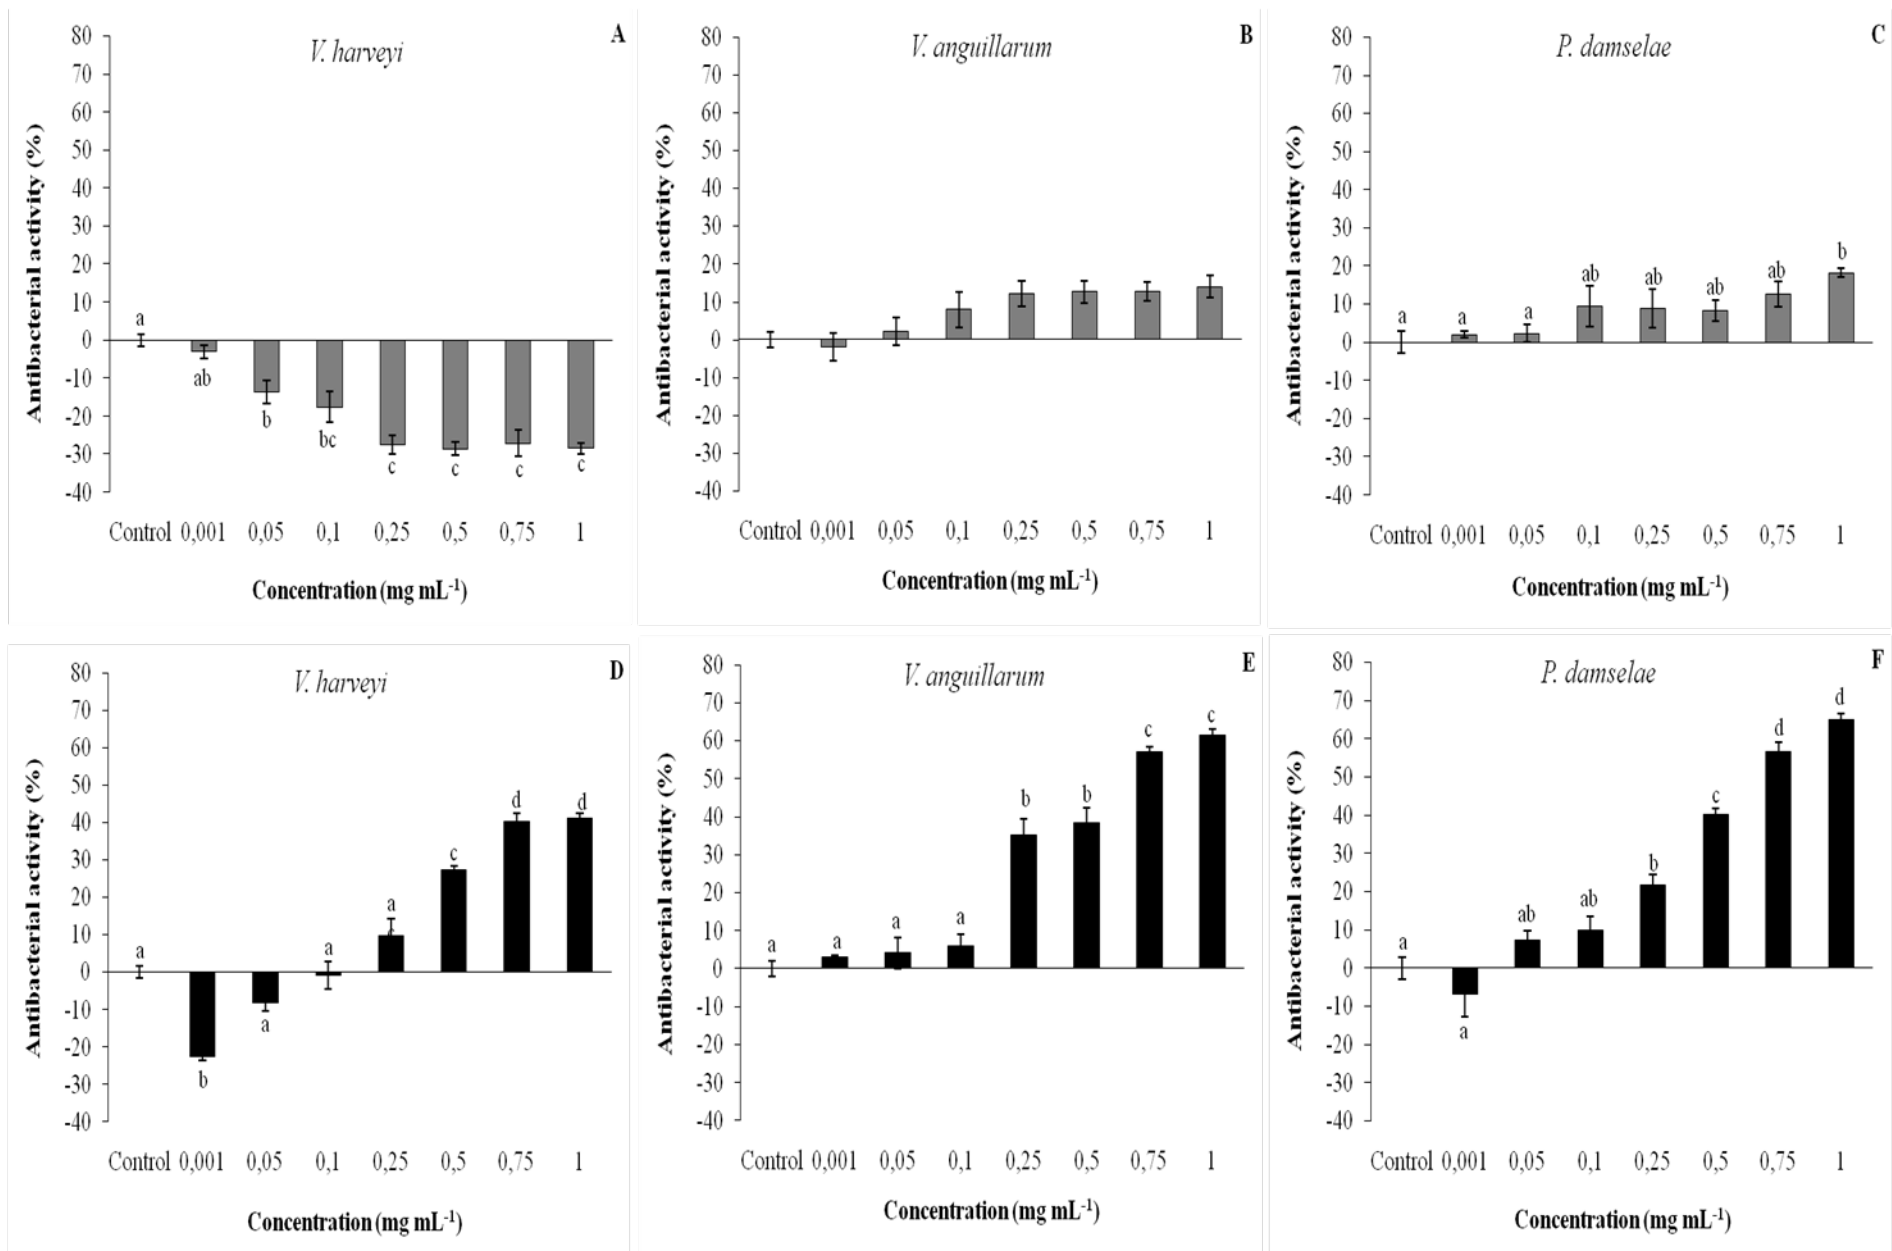 A
V. harveyi
Antibacterial activity (%)
80
70
60
50
40
30
20
10
0
-10
-20
-30
-40
a
ab
b
bc
c
c
c
c
Control 0,001 0,05 0,1 0,25 0,5 0,75 1
Concentration (mg mL-1)
B
V. anguillarum
Antibacterial activity (%)
80
70
60
50
40
30
20
10
0
-10
-20
-30
-40
Control 0,001 0,05 0,1 0,25 0,5 0,75 1
Concentration (mg mL-1)
C
P. damselae
Antibacterial activity (%)
80
70
60
50
40
30
20
10
0
-10
-20
-30
-40
a
a
a
ab
ab
ab
ab
b
Control 0,001 0,05 0,1 0,25 0,5 0,75 1
Concentration (mg mL-1)
D
V. harveyi
Antibacterial activity (%)
80
70
60
50
40
30
20
10
0
-10
-20
-30
-40
a
b
a
a
a
c
d
d
Control 0,001 0,05 0,1 0,25 0,5 0,75 1
Concentration (mg mL-1)
E
V. anguillarum
Antibacterial activity (%)
80
70
60
50
40
30
20
10
0
-10
-20
-30
-40
a
a
a
a
b
b
c
c
Control 0,001 0,05 0,1 0,25 0,5 0,75 1
Concentration (mg mL-1)
F
P. damselae
Antibacterial activity (%)
80
70
60
50
40
30
20
10
0
-10
-20
-30
-40
a
a
ab
ab
b
c
d
d
Control 0,001 0,05 0,1 0,25 0,5 0,75 1
Concentration (mg mL-1)